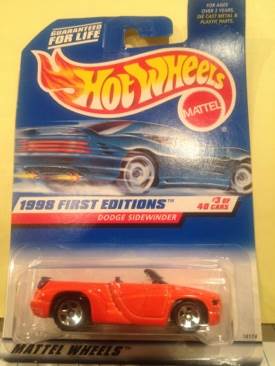 GUARANTEED
FOR LIFE
FOR AGES
OVER 3 YEARS.
DIE CAST METAL &
PLASTIC PARTS.
Hot Wheels
MATTEL
1998 FIRST EDITIONS™
#3 OF
40 CARS
DODGE SIDEWINDER
MATTEL WHEELS